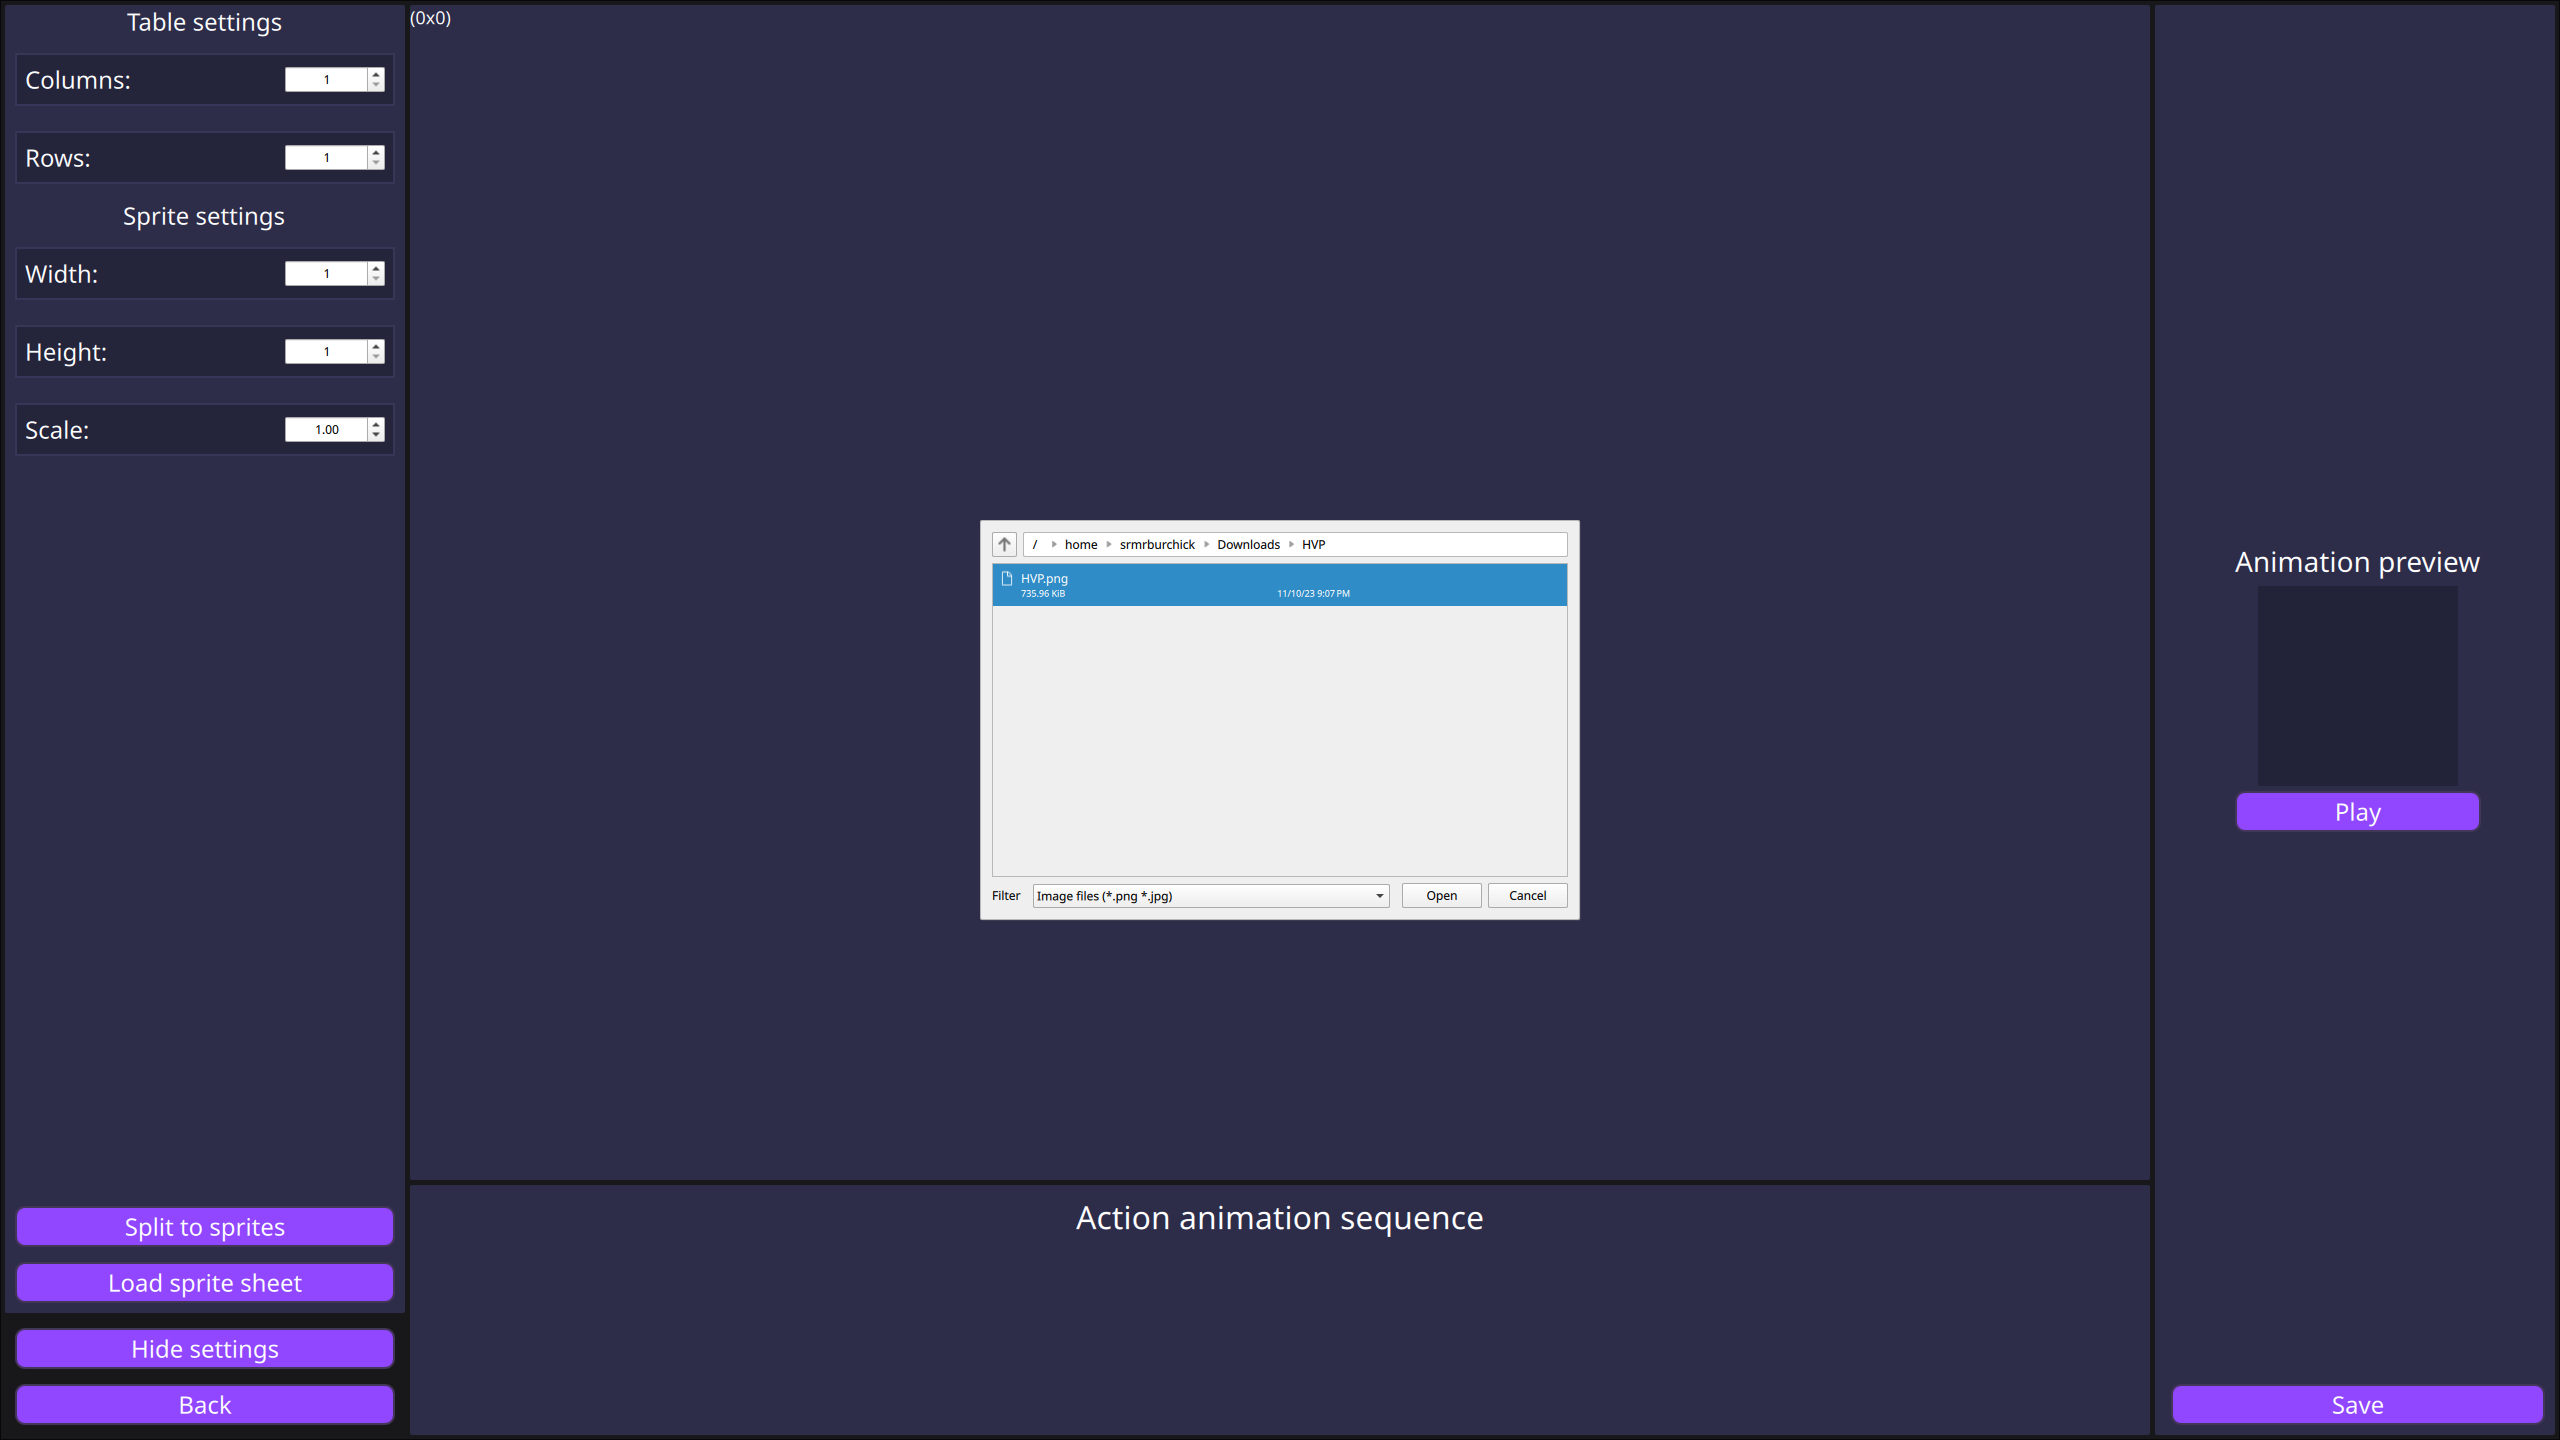 Table settings
Columns: 1
Rows: 1
Sprite settings
Width: 1
Height: 1
Scale: 1.00
Split to sprites
Load sprite sheet
Hide settings
Back
(0x0)
/ home srmrburchick Downloads HVP
HVP.png
735.96 KiB 11/10/23 9:07 PM
Filter Image files (*.png *.jpg) Open Cancel
Action animation sequence
Animation preview
Play
Save